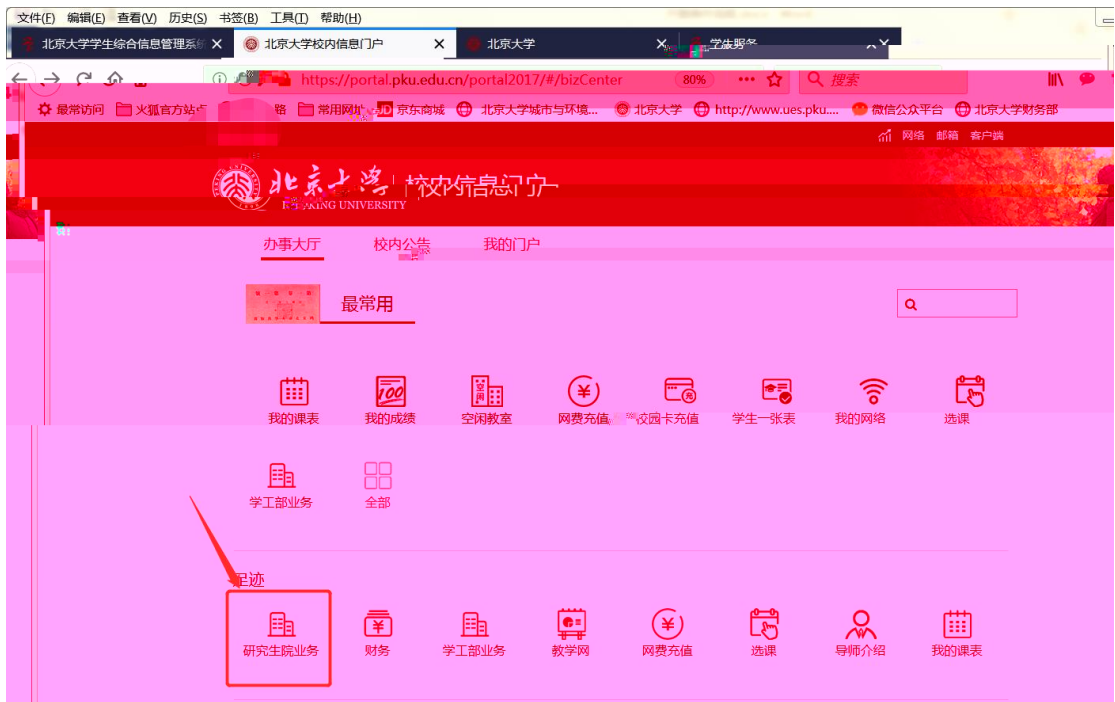 文件(F) 编辑(E) 查看(V) 历史(S) 书签(B) 工具(T) 帮助(H)
北京大学学生综合信息管理系统 北京大学校内信息门户 北京大学
https://portal.pku.edu.cn/portal2017/#/bizCenter 80% 搜索
最常访问 火狐官方站点 常用网址 京东商城 北京大学城市与环境... 北京大学 http://www.ues.pku.... 微信公众平台 北京大学财务部
网络 邮箱 客户端
北京大学 校内信息门户
PEKING UNIVERSITY
办事大厅 校内公告 我的门户
最常用
我的课表 我的成绩 空闲教室 网费充值 校园卡充值 学生一张表 我的网络 选课
学工部业务 全部
足迹
研究生院业务 财务 学工部业务 教学网 网费充值 选课 导师介绍 我的课表